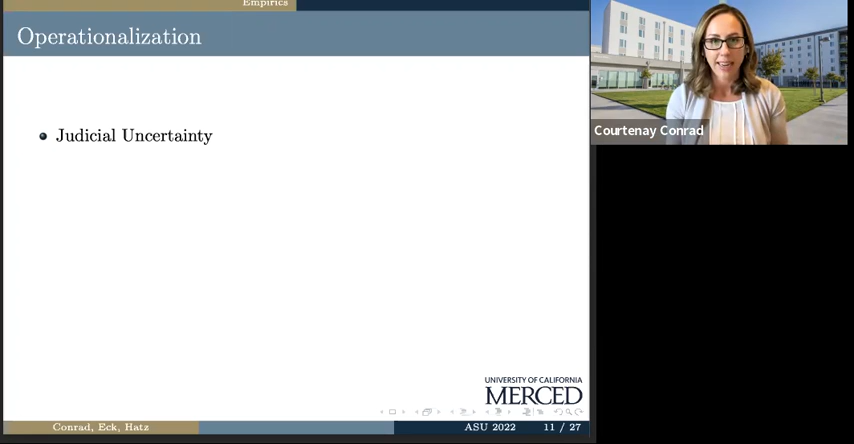 Empirics
Operationalization
Judicial Uncertainty
Courtenay Conrad
UNIVERSITY OF CALIFORNIA
MERCED
Conrad, Eck, Hatz
ASU 2022
11 / 27